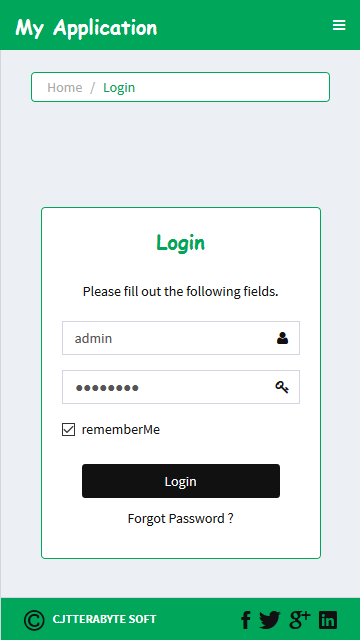 My Application
Home / Login
Login
Please fill out the following fields.
admin
●●●●●●●●
rememberMe
Login
Forgot Password ?
© CJTTERABYTE SOFT